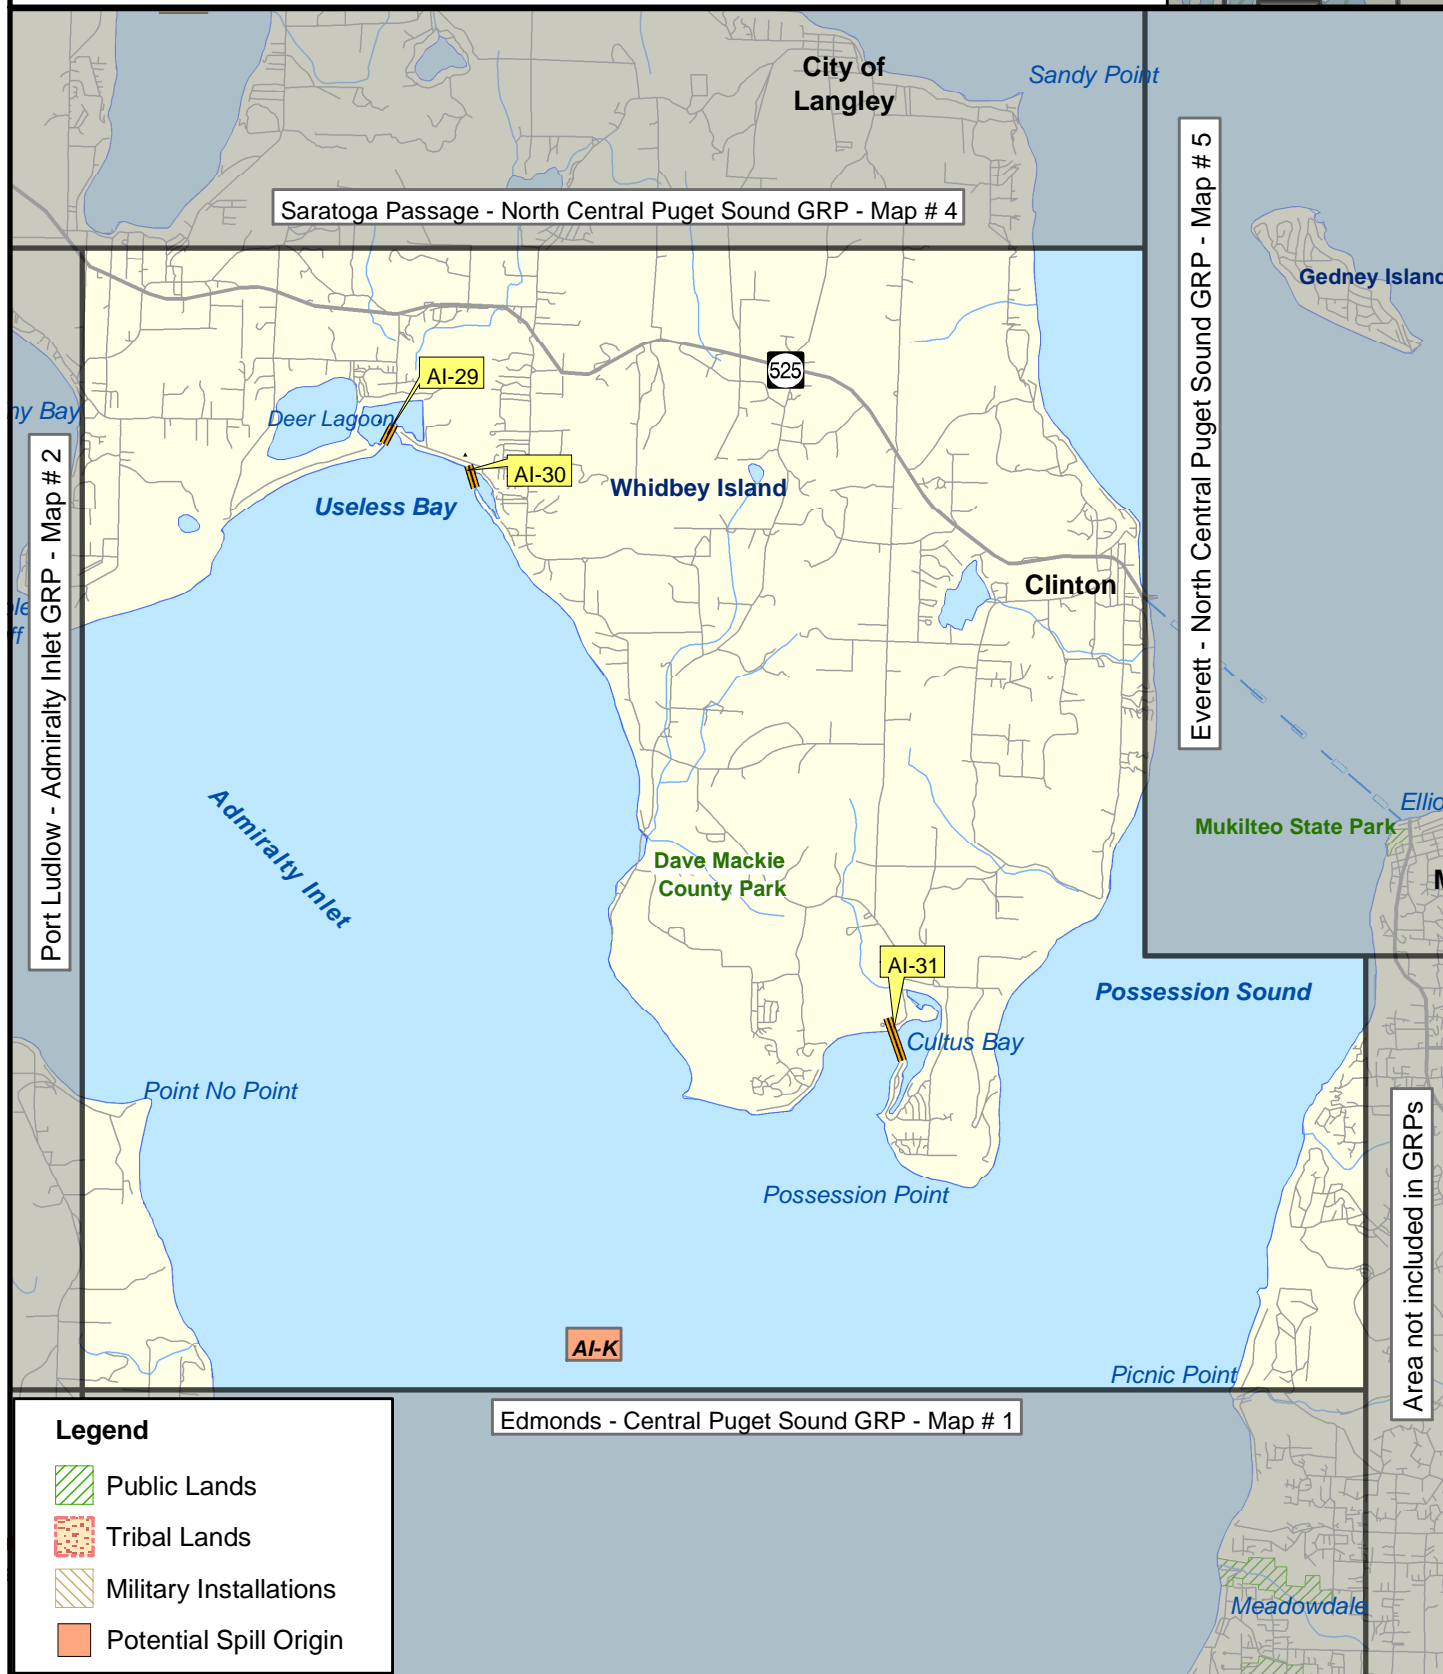 City of
Langley
Sandy Point
Saratoga Passage - North Central Puget Sound GRP - Map # 4
Everett - North Central Puget Sound GRP - Map # 5
Gedney Island
525
AI-29
Deer Lagoon
ny Bay
AI-30
Whidbey Island
Useless Bay
Port Ludlow - Admiralty Inlet GRP - Map # 2
Clinton
ff
Admiralty Inlet
Mukilteo State Park
Ellio
Dave Mackie
County Park
AI-31
Possession Sound
Cultus Bay
Point No Point
Area not included in GRPs
Possession Point
AI-K
Picnic Point
Edmonds - Central Puget Sound GRP - Map # 1
Legend
Public Lands
Tribal Lands
Military Installations
Potential Spill Origin
Meadowdale